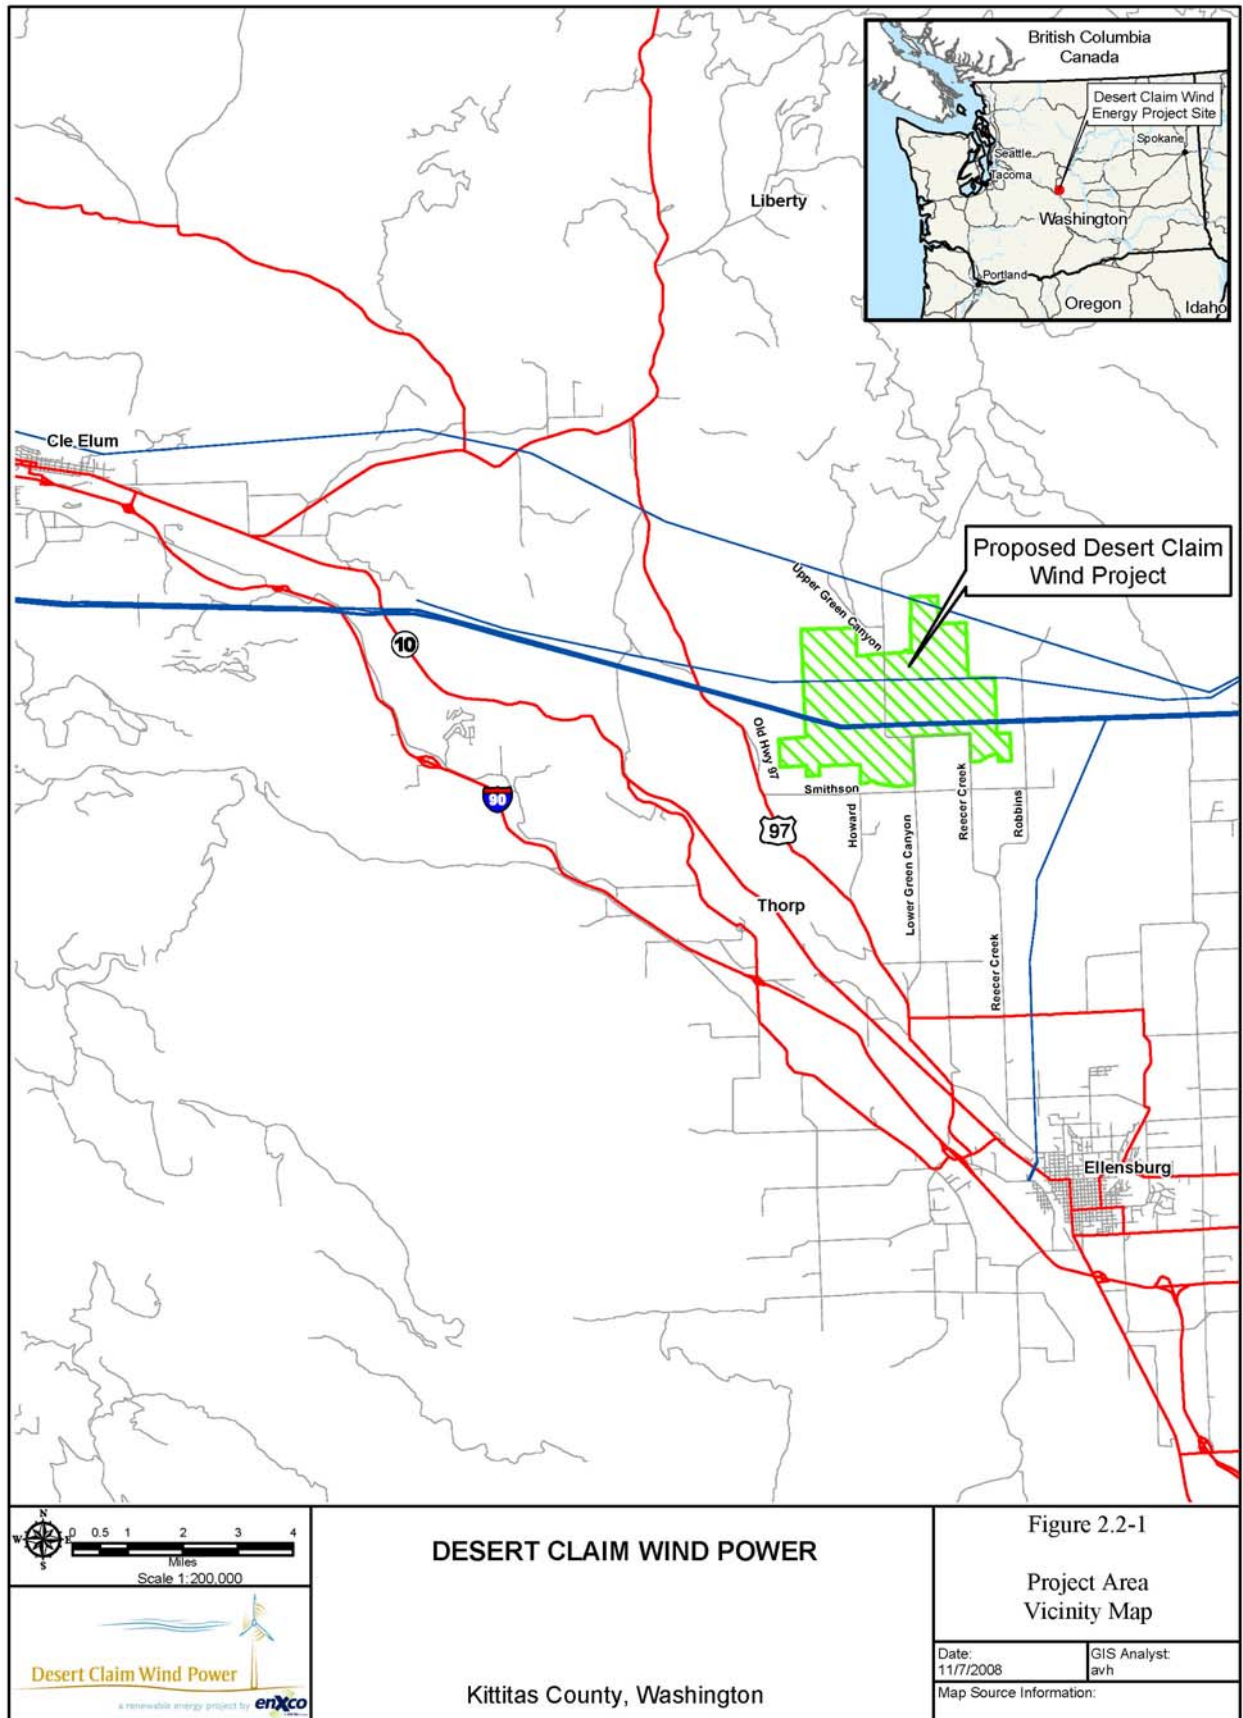 British Columbia
Canada
Desert Claim Wind
Energy Project Site
Spokane
Seattle
Tacoma
Washington
Portland
Oregon
Idaho
Liberty
Cle Elum
Proposed Desert Claim
Wind Project
Upper Green Canyon
10
Old Hwy 97
90
Smithson
97
Howard
Lower Green Canyon
Reecer Creek
Robbins
Thorp
Reecer Creek
Ellensburg
N
W E
S
0 0.5 1 2 3 4
Miles
Scale 1:200,000
Desert Claim Wind Power
a renewable energy project by enXco
DESERT CLAIM WIND POWER
Kittitas County, Washington
Figure 2.2-1
Project Area
Vicinity Map
Date:
11/7/2008
GIS Analyst:
avh
Map Source Information: